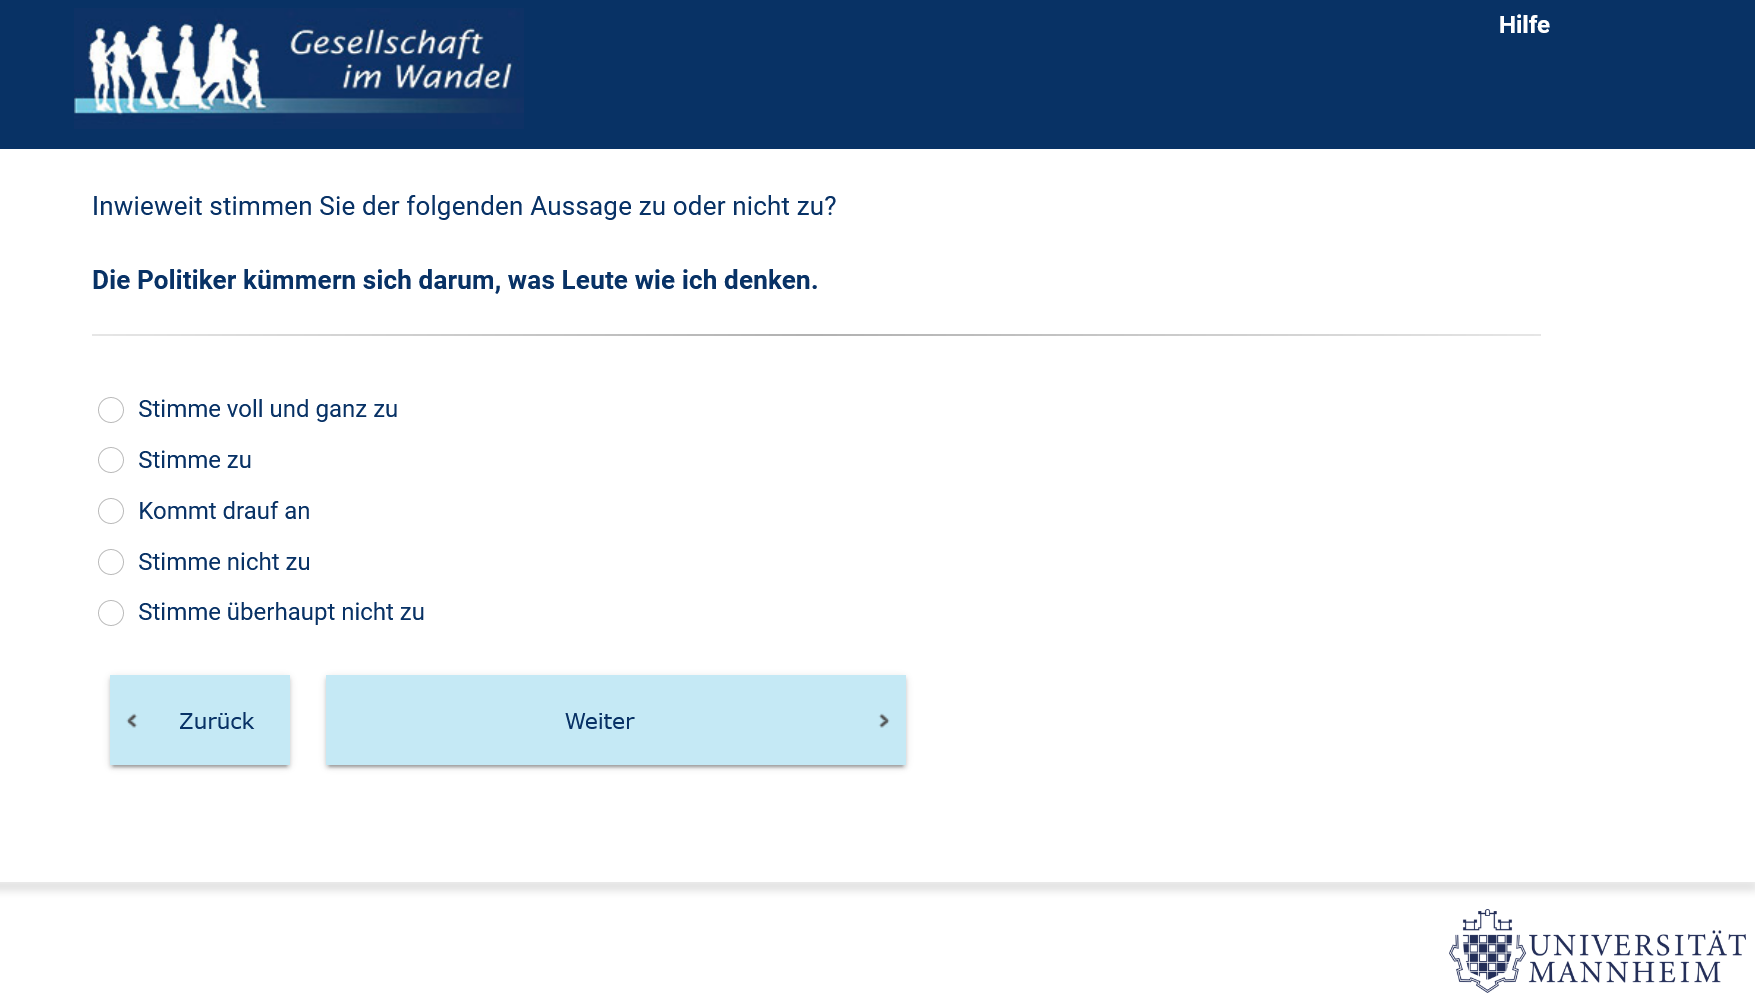 Gesellschaft
im Wandel
Hilfe
Inwieweit stimmen Sie der folgenden Aussage zu oder nicht zu?
Die Politiker kümmern sich darum, was Leute wie ich denken.
Stimme voll und ganz zu
Stimme zu
Kommt drauf an
Stimme nicht zu
Stimme überhaupt nicht zu
Zurück
Weiter
UNIVERSITÄT
MANNHEIM